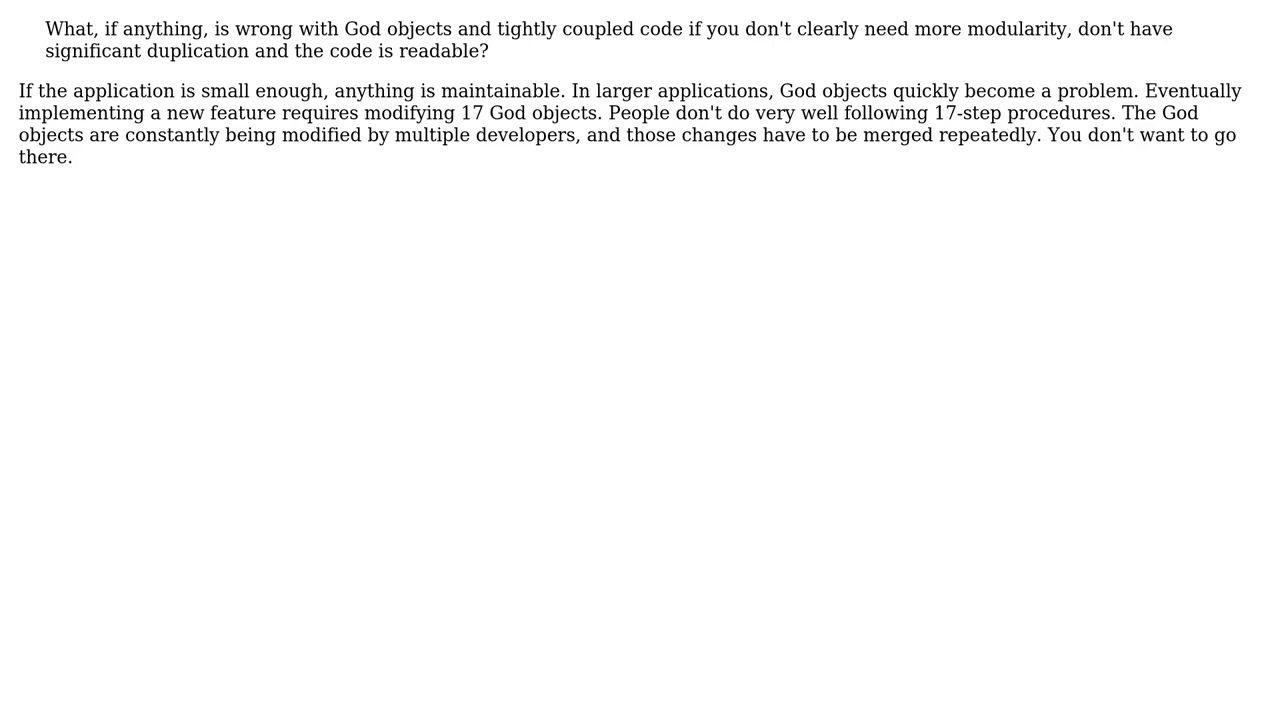 What, if anything, is wrong with God objects and tightly coupled code if you don't clearly need more modularity, don't have
significant duplication and the code is readable?
If the application is small enough, anything is maintainable. In larger applications, God objects quickly become a problem. Eventually
implementing a new feature requires modifying 17 God objects. People don't do very well following 17-step procedures. The God
objects are constantly being modified by multiple developers, and those changes have to be merged repeatedly. You don't want to go
there.